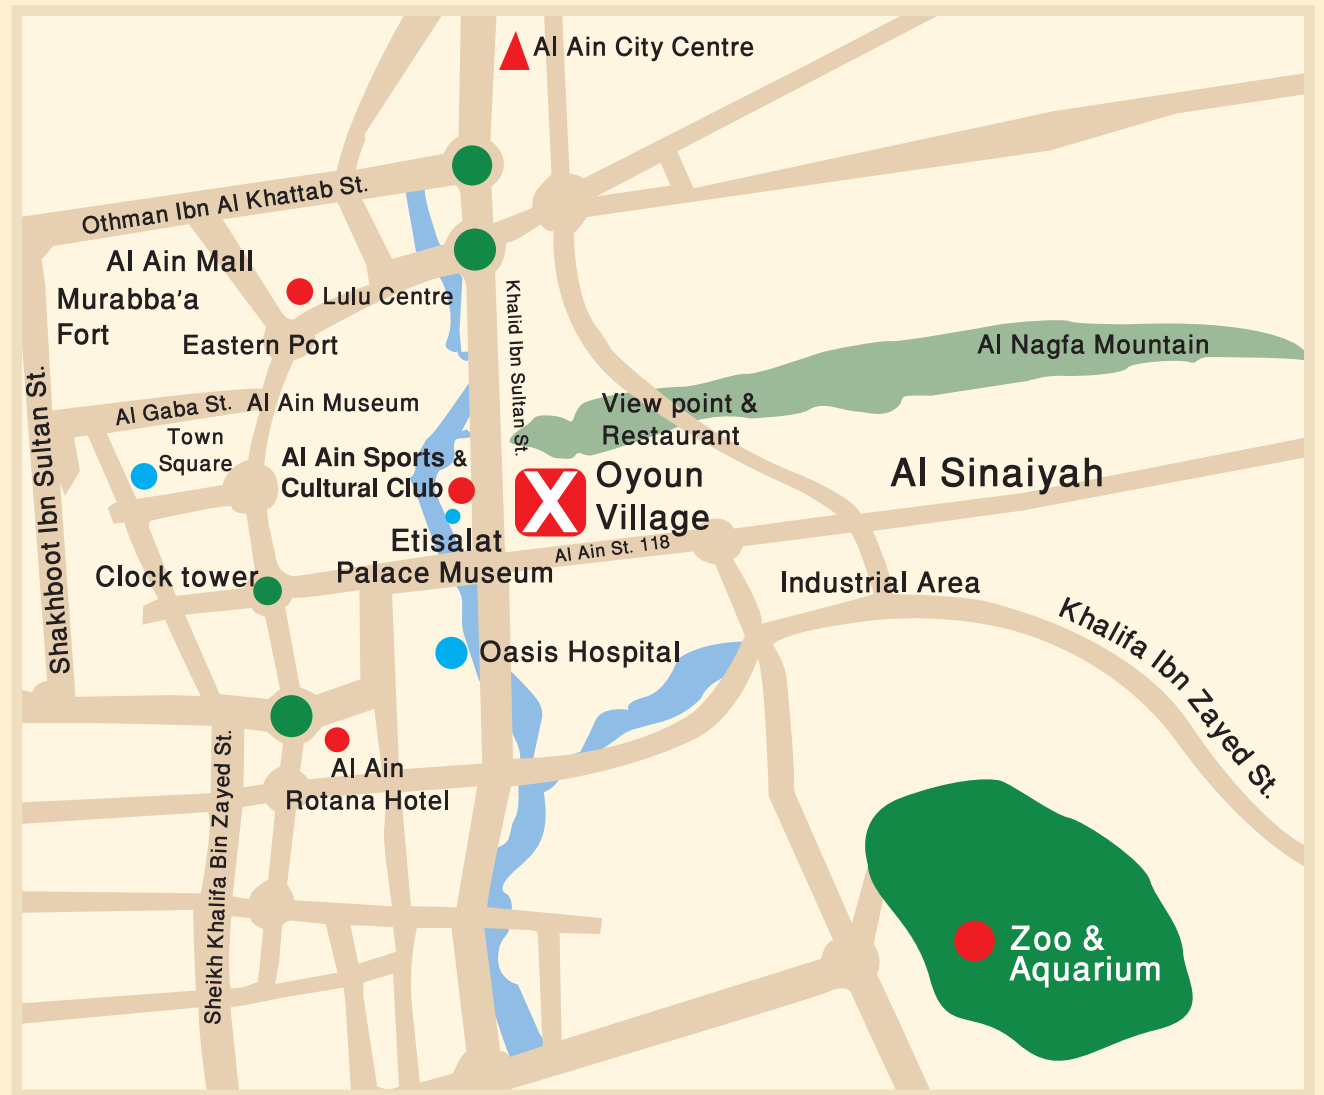 Al Ain City Centre
Othman Ibn Al Khattab St.
Al Ain Mall
Murabba'a
Fort
Lulu Centre
Eastern Port
Khalid Ibn Sultan St.
Al Nagfa Mountain
Shakhboot Ibn Sultan St.
Al Gaba St.
Al Ain Museum
View point &
Restaurant
Town
Square
Al Ain Sports &
Cultural Club
X
Oyoun
Village
Al Sinaiyah
Etisalat
Al Ain St. 118
Clock tower
Palace Museum
Industrial Area
Khalifa Ibn Zayed St.
Oasis Hospital
Al Ain
Rotana Hotel
Sheikh Khalifa Bin Zayed St.
Zoo &
Aquarium